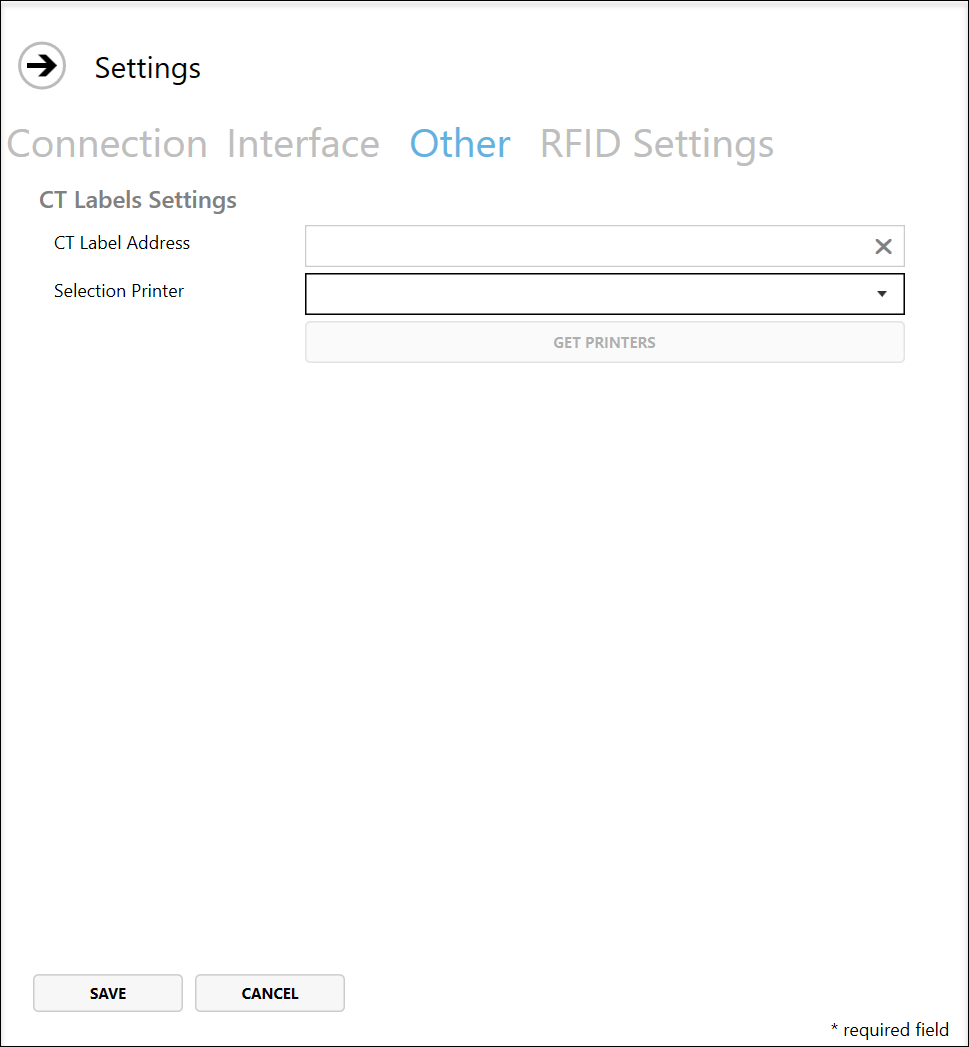 Settings
Connection Interface Other RFID Settings
CT Labels Settings
CT Label Address
Selection Printer
GET PRINTERS
SAVE CANCEL
* required field